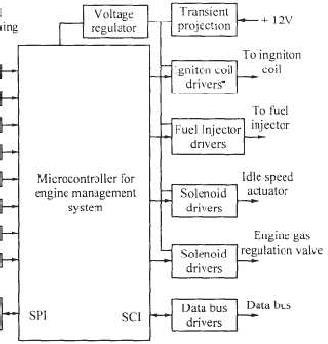 ning
Voltage
regulator
Transient
projection
+ 12V
To ingniton
coil
gniton coil
drivers"
To fuel
injector
Fuel Injector
drivers
Microcontroller for
engine management
system
Idle speed
actuator
Solenoid
drivers
Engine gas
regulation valve
Solenoid
drivers
SPI
SCI
Data bus
drivers
Data bus